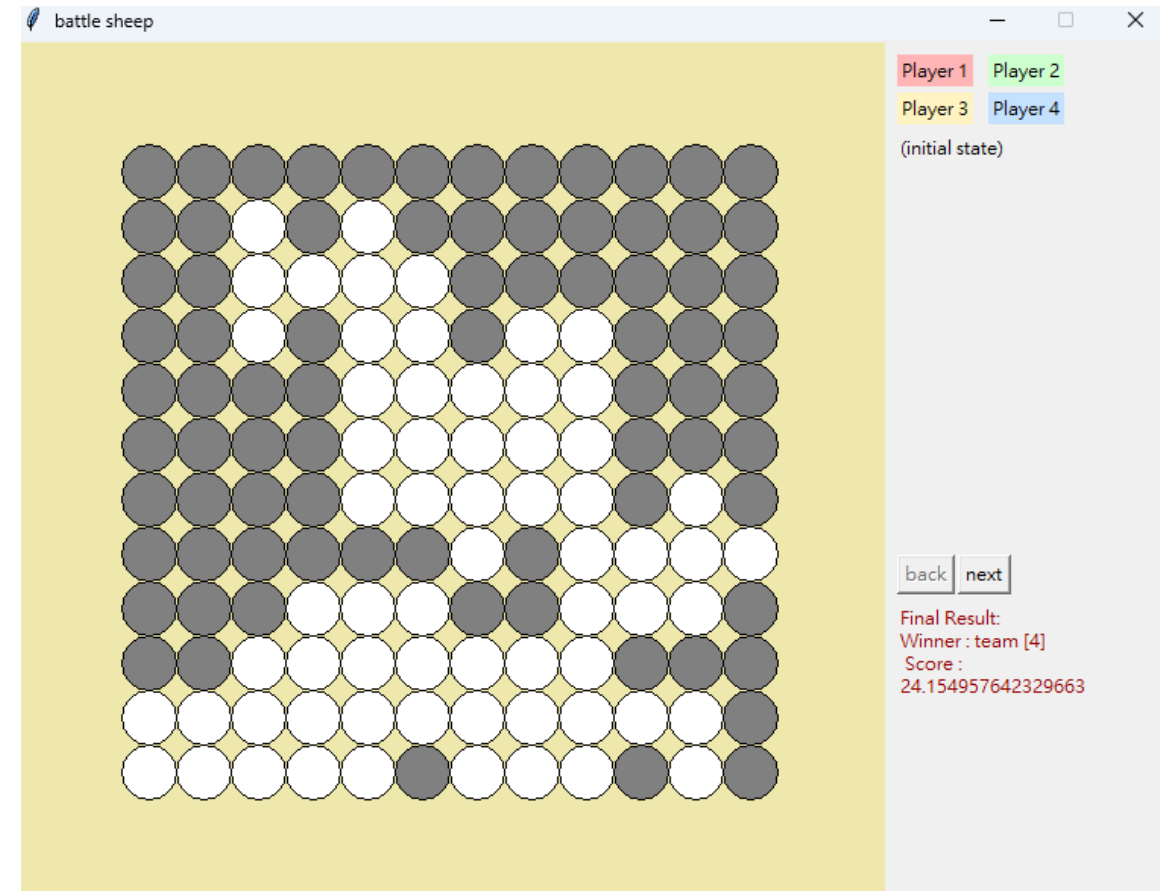 battle sheep
Player 1 Player 2
Player 3 Player 4
(initial state)
back next
Final Result:
Winner : team [4]
Score :
24.154957642329663